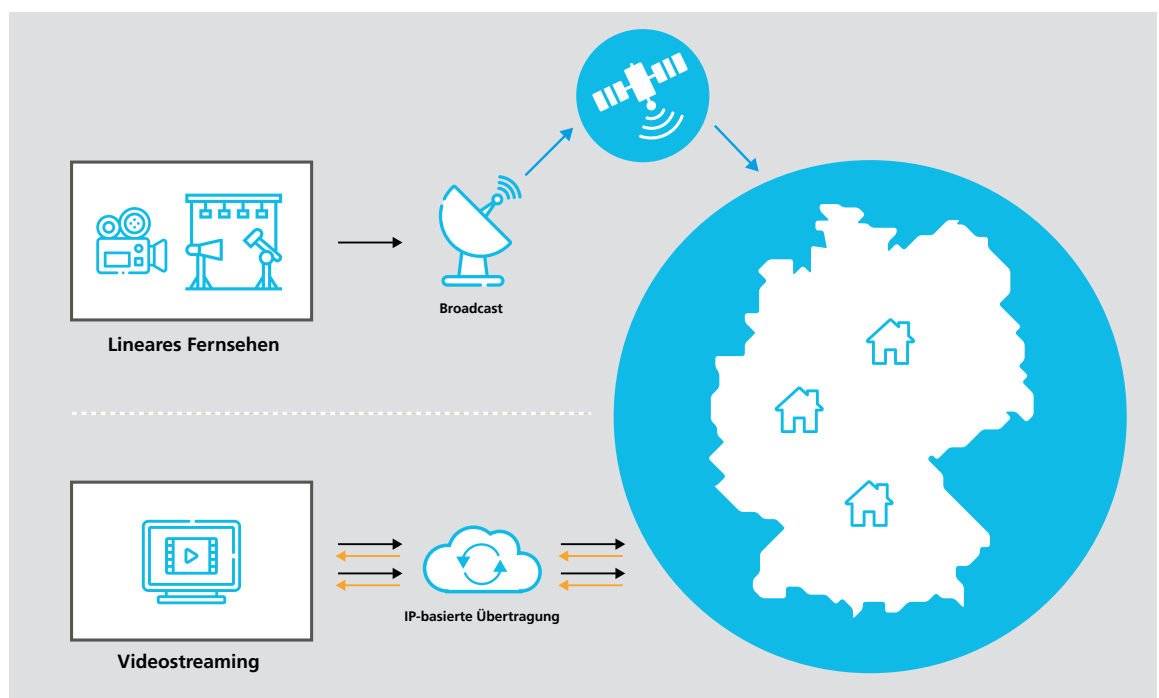 Broadcast
Lineares Fernsehen
IP-basierte Übertragung
Videostreaming